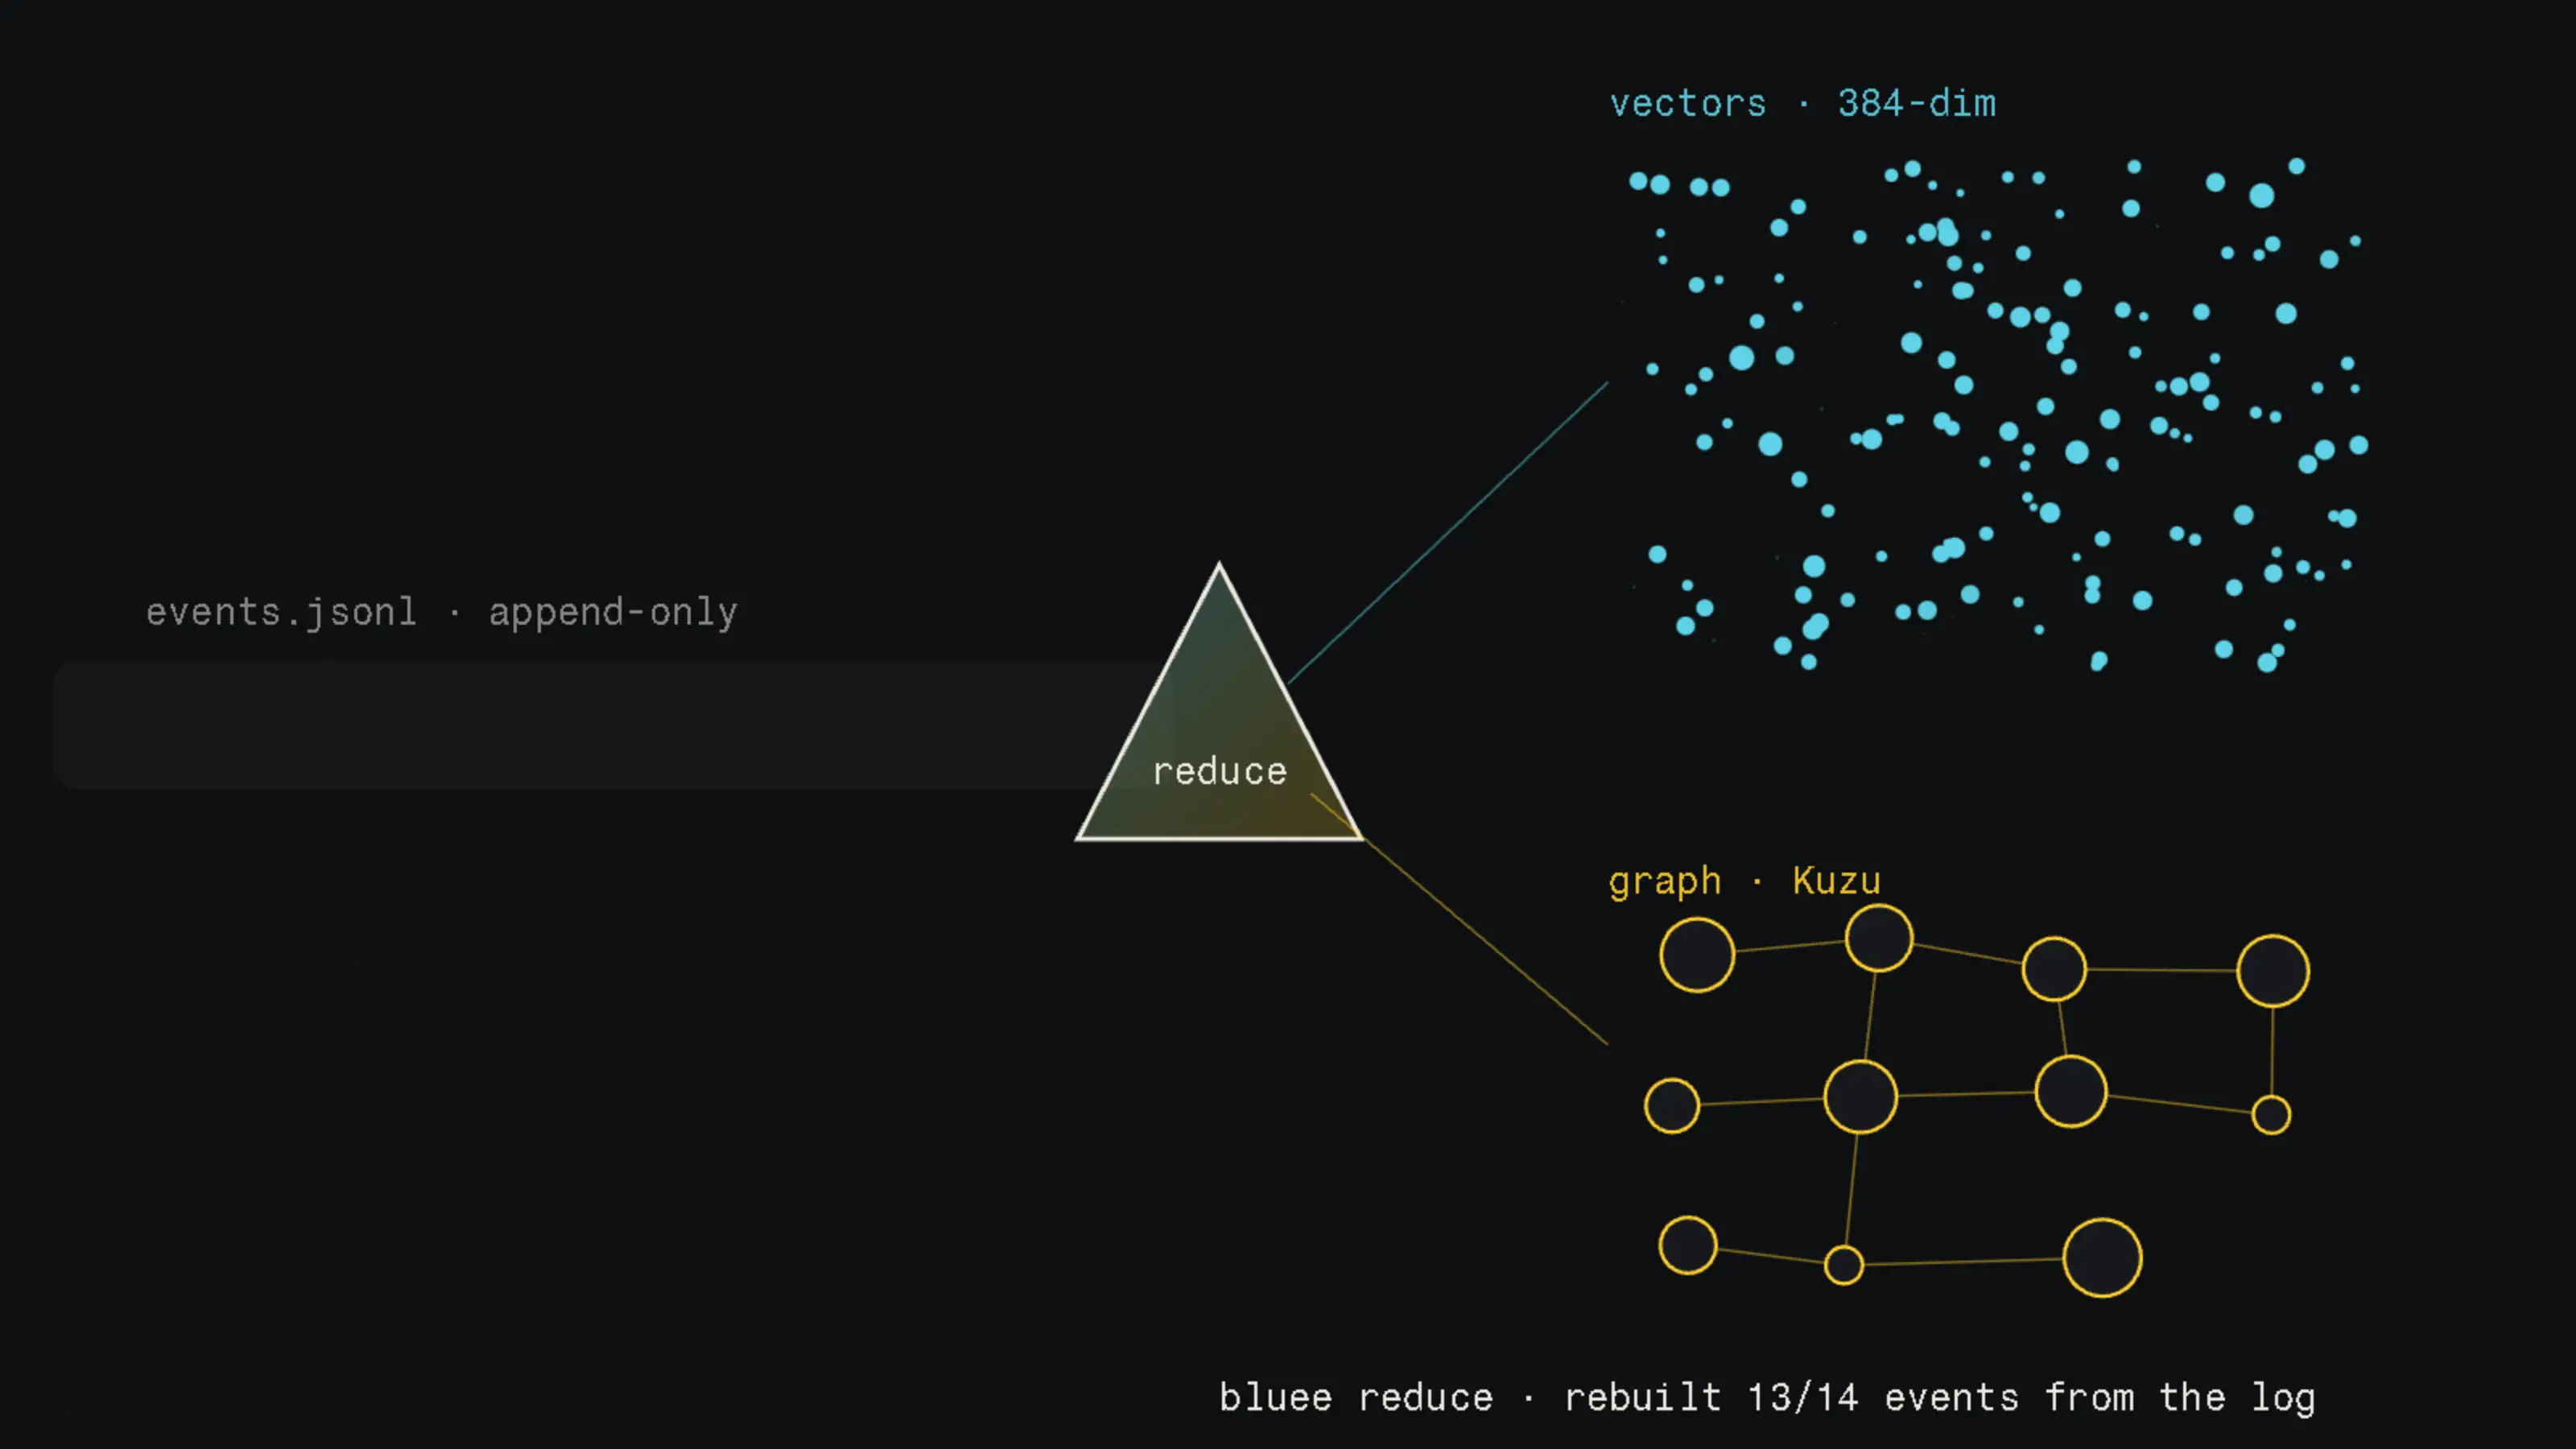 vectors · 384-dim
events.jsonl · append-only
reduce
graph · Kuzu
bluee reduce · rebuilt 13/14 events from the log